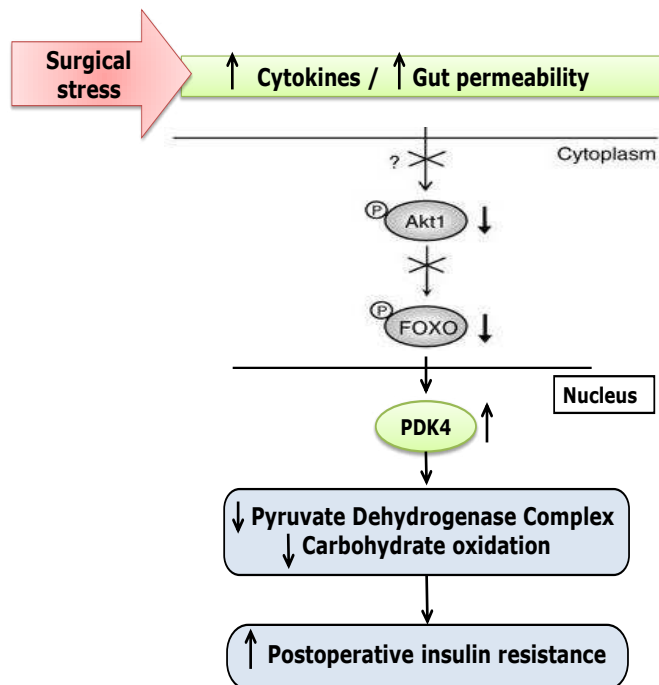 Surgical
stress
↑ Cytokines / ↑ Gut permeability
Cytoplasm
?
P
Akt1 ↓
P
FOXO ↓
Nucleus
PDK4 ↑
↓ Pyruvate Dehydrogenase Complex
↓ Carbohydrate oxidation
↑ Postoperative insulin resistance